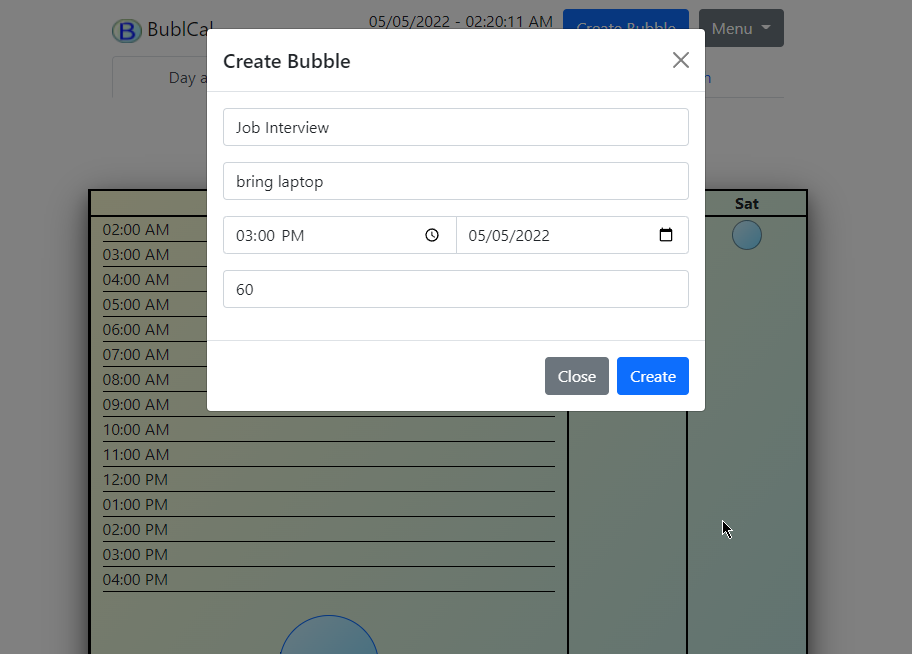 BublCal
05/05/2022 - 02:20:11 AM
Create Bubble
Menu
Day
Create Bubble
Job Interview
bring laptop
03:00 PM
05/05/2022
60
Close
Create
Sat
02:00 AM
03:00 AM
04:00 AM
05:00 AM
06:00 AM
07:00 AM
08:00 AM
09:00 AM
10:00 AM
11:00 AM
12:00 PM
01:00 PM
02:00 PM
03:00 PM
04:00 PM